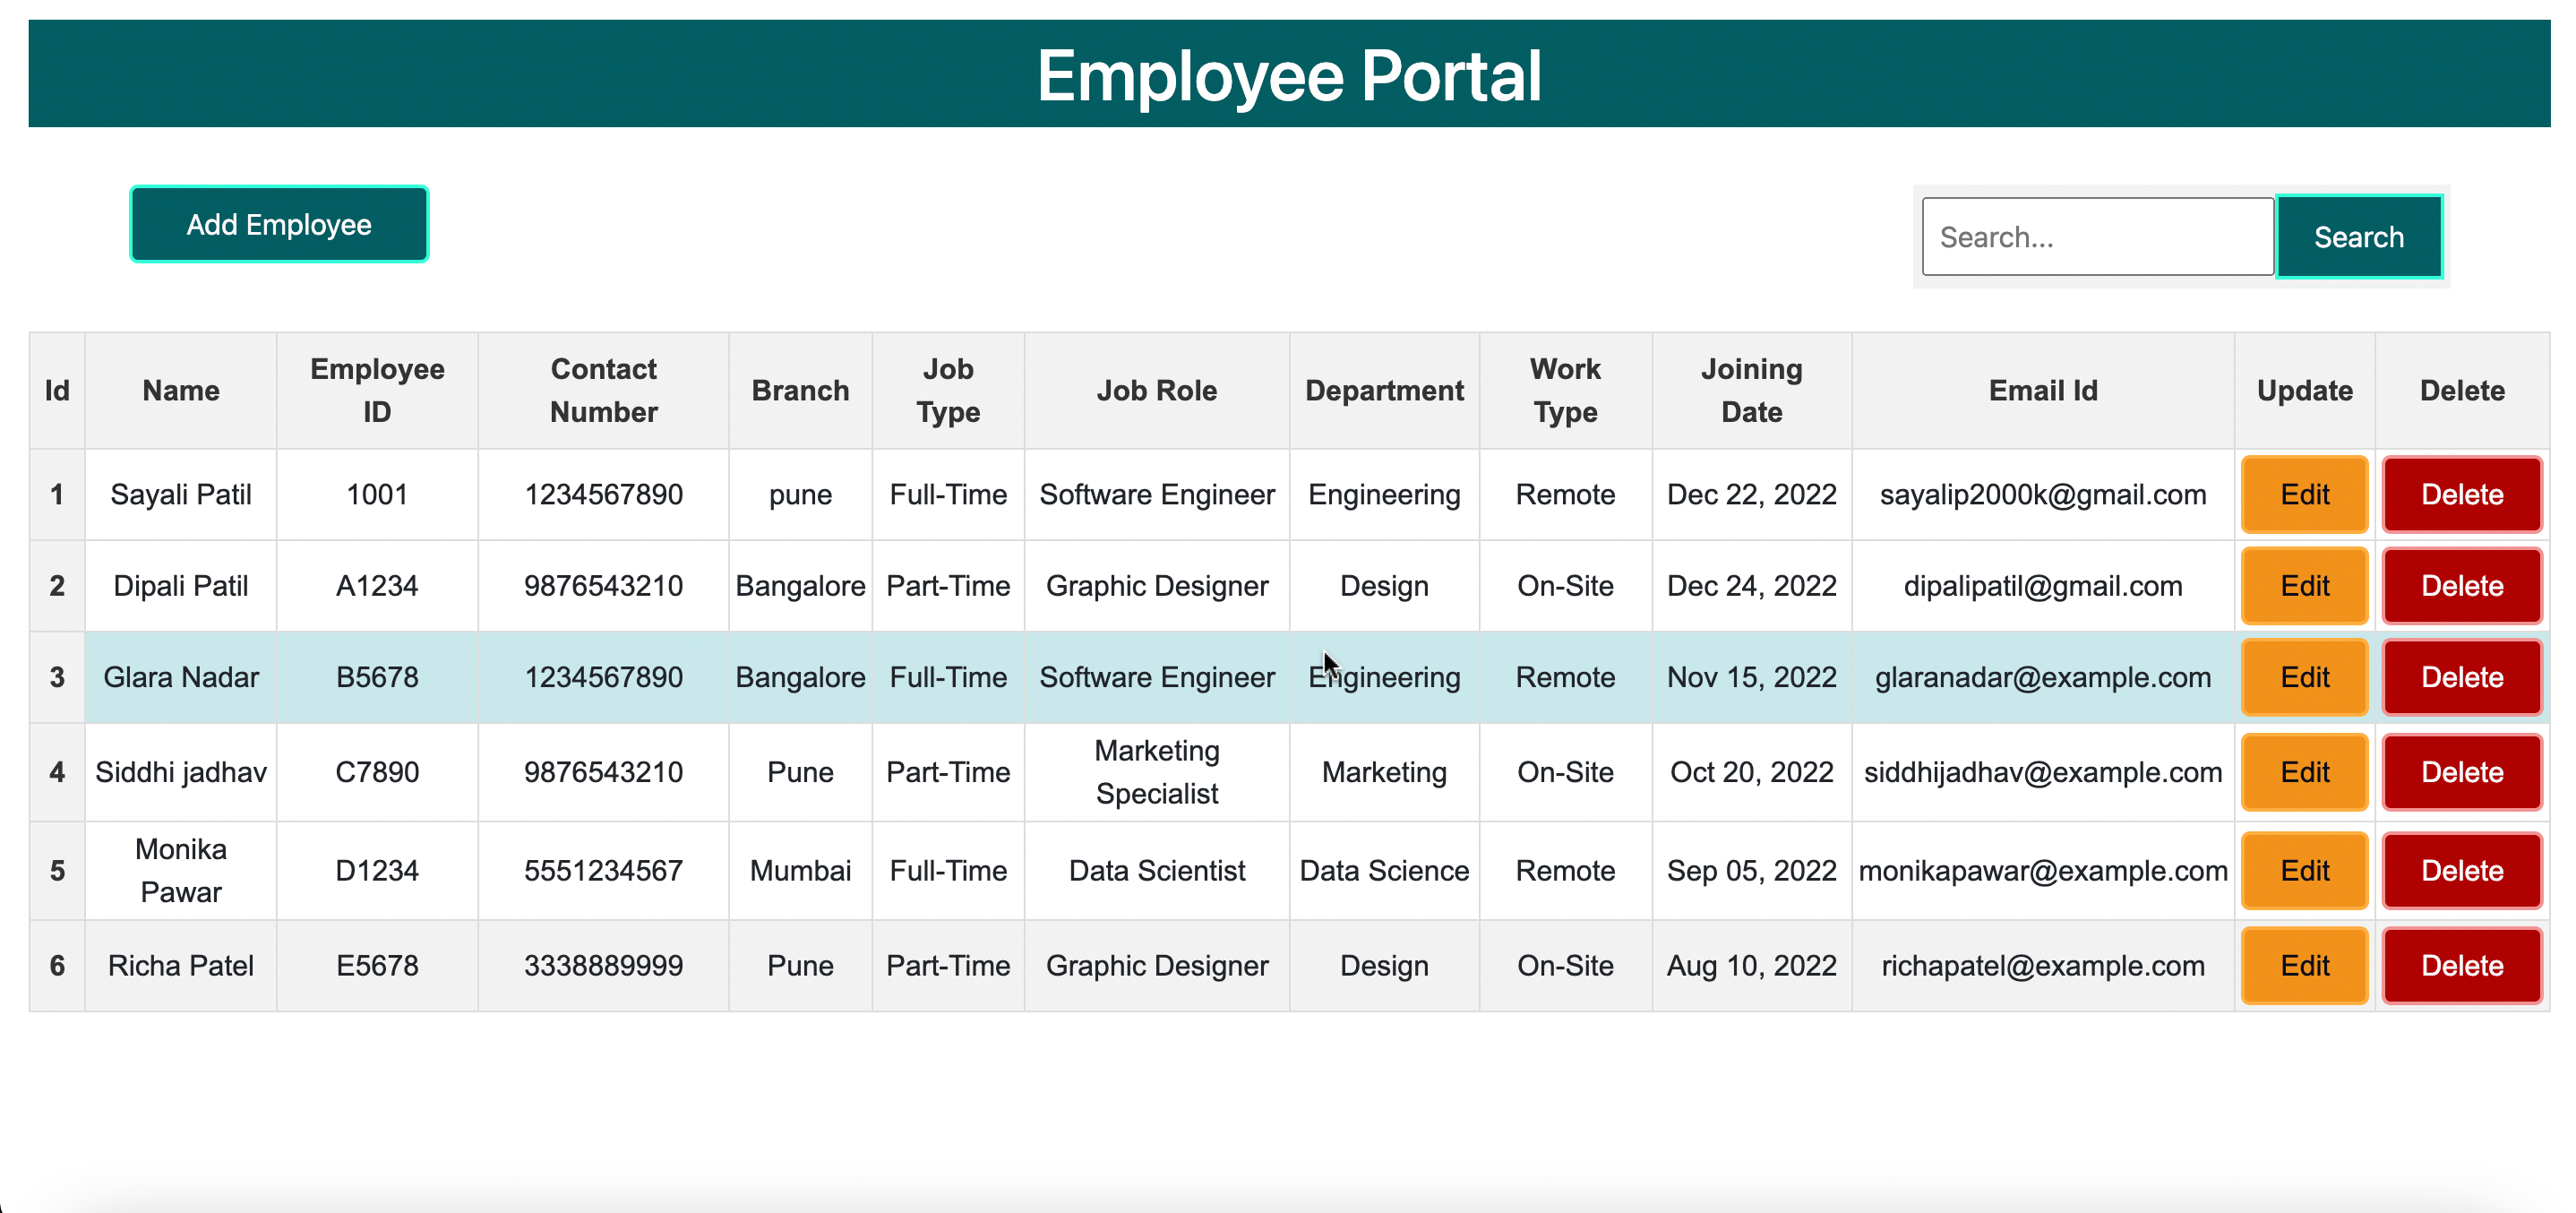 Employee Portal
Add Employee
Search...
Search
Id Name Employee ID Contact Number Branch Job Type Job Role Department Work Type Joining Date Email Id Update Delete
1 Sayali Patil 1001 1234567890 pune Full-Time Software Engineer Engineering Remote Dec 22, 2022 sayalip2000k@gmail.com Edit Delete
2 Dipali Patil A1234 9876543210 Bangalore Part-Time Graphic Designer Design On-Site Dec 24, 2022 dipalipatil@gmail.com Edit Delete
3 Glara Nadar B5678 1234567890 Bangalore Full-Time Software Engineer Engineering Remote Nov 15, 2022 glaranadar@example.com Edit Delete
4 Siddhi jadhav C7890 9876543210 Pune Part-Time Marketing Specialist Marketing On-Site Oct 20, 2022 siddhijadhav@example.com Edit Delete
5 Monika Pawar D1234 5551234567 Mumbai Full-Time Data Scientist Data Science Remote Sep 05, 2022 monikapawar@example.com Edit Delete
6 Richa Patel E5678 3338889999 Pune Part-Time Graphic Designer Design On-Site Aug 10, 2022 richapatel@example.com Edit Delete